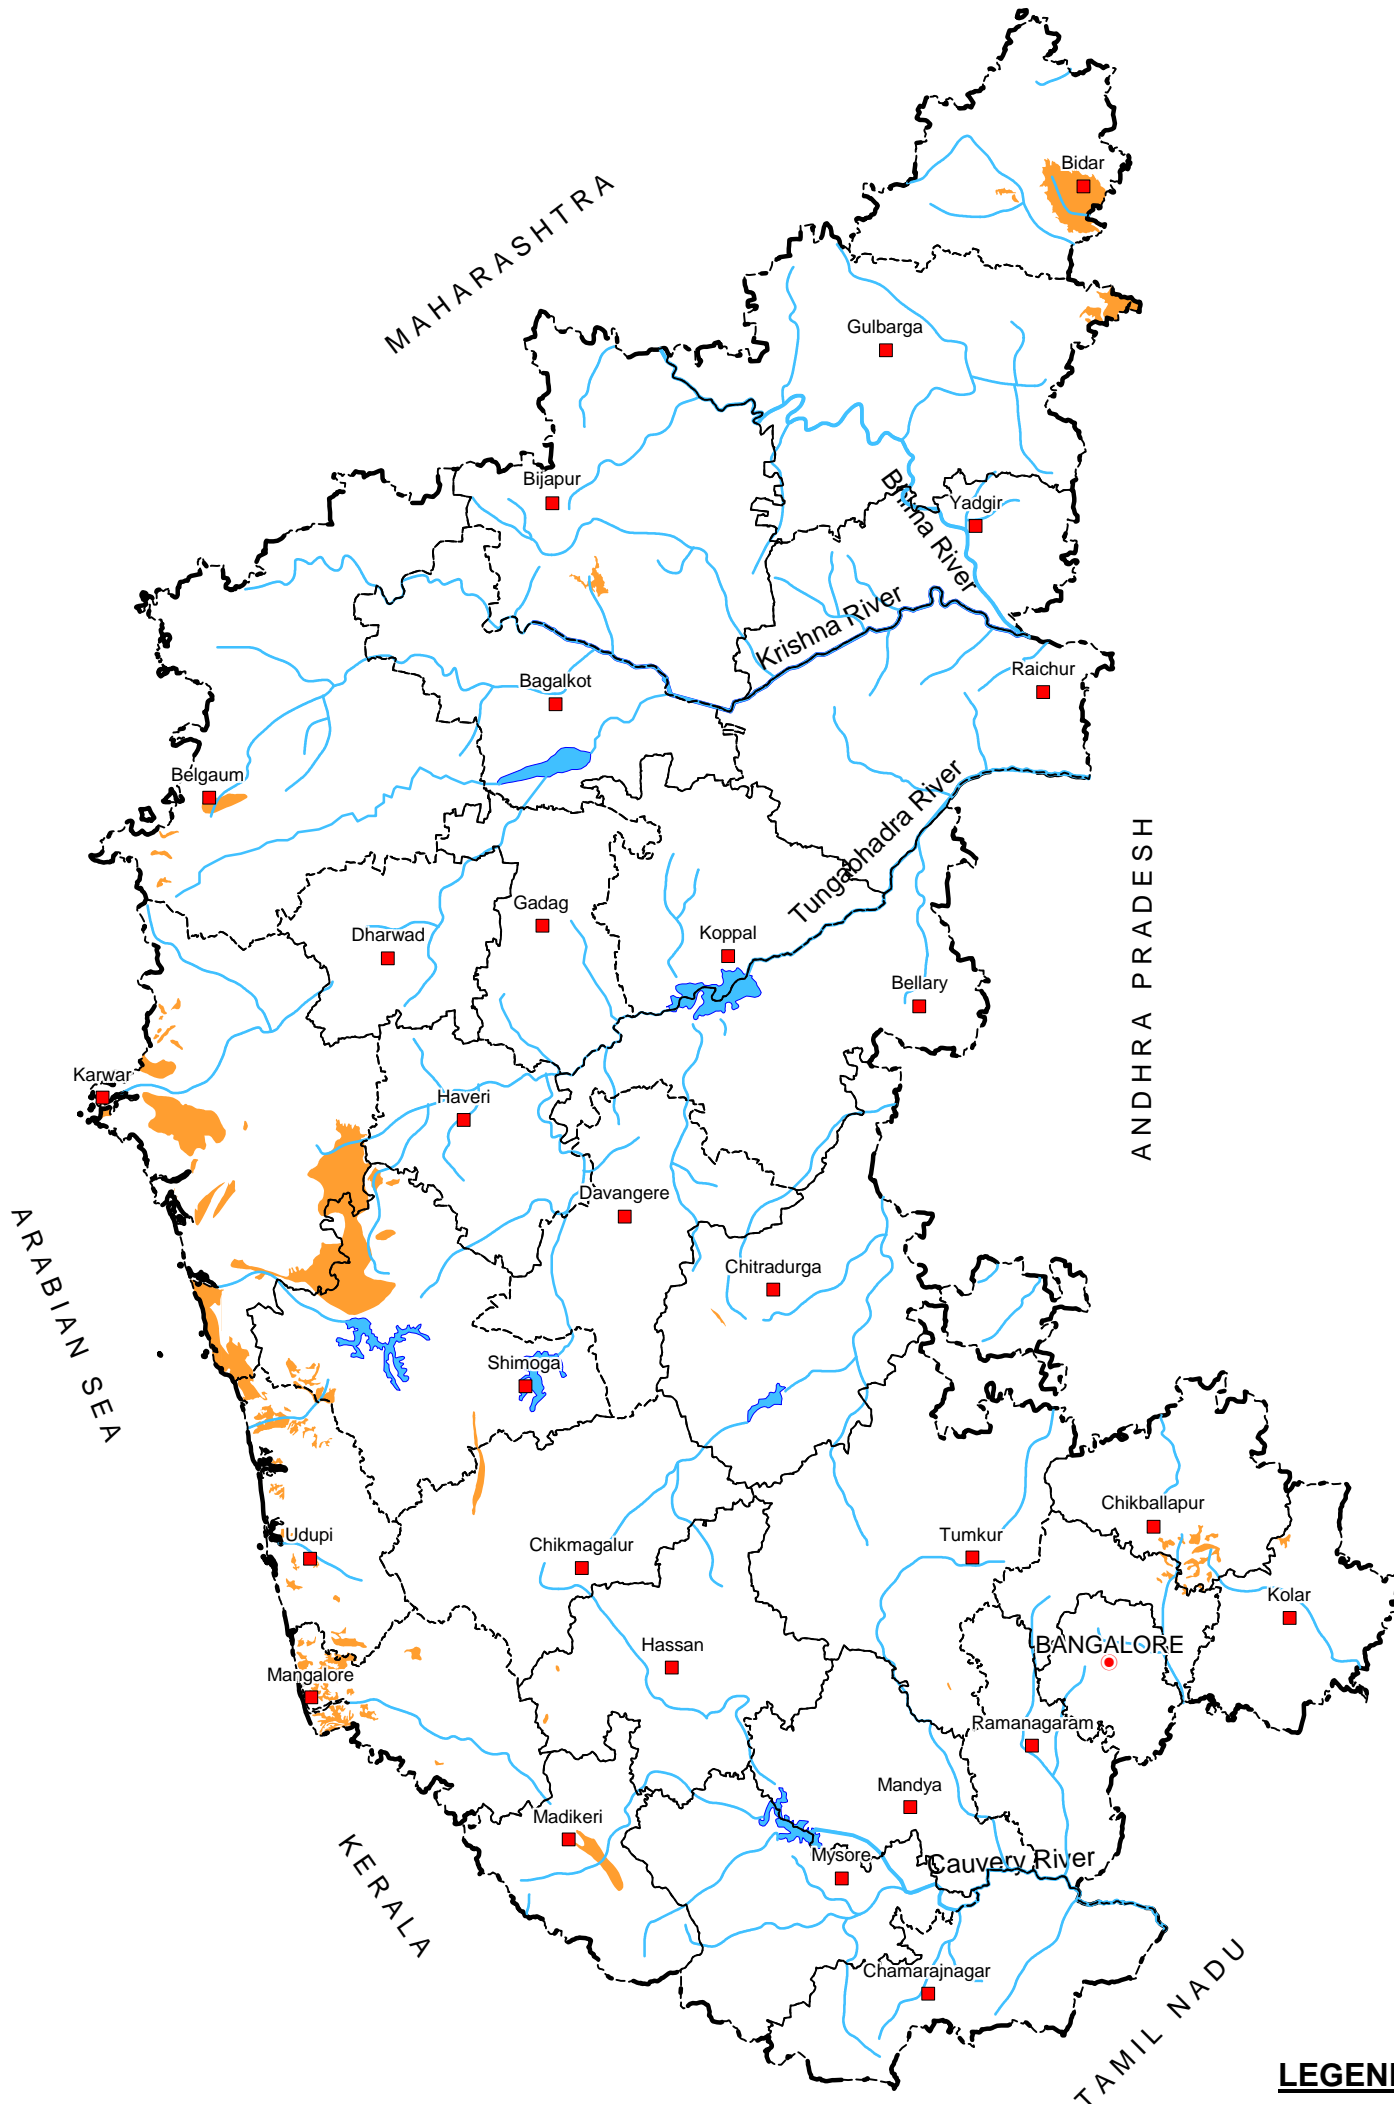 Bidar
MAHARASHTRA
Gulbarga
Bijapur
Yadgir
Bhima River
Krishna River
Raichur
Bagalkot
Belgaum
Tungabhadra River
ANDHRA PRADESH
Gadag
Dharwad
Koppal
Bellary
Karwar
Haveri
Davangere
ARABIAN SEA
Chitradurga
Shimoga
Chikballapur
Udupi
Chikmagalur
Tumkur
Kolar
Hassan
BANGALORE
Mangalore
Ramanagaram
Mandya
Madikeri
Mysore
Cauvery River
KERALA
Chamarajnagar
TAMIL NADU
LEGEN